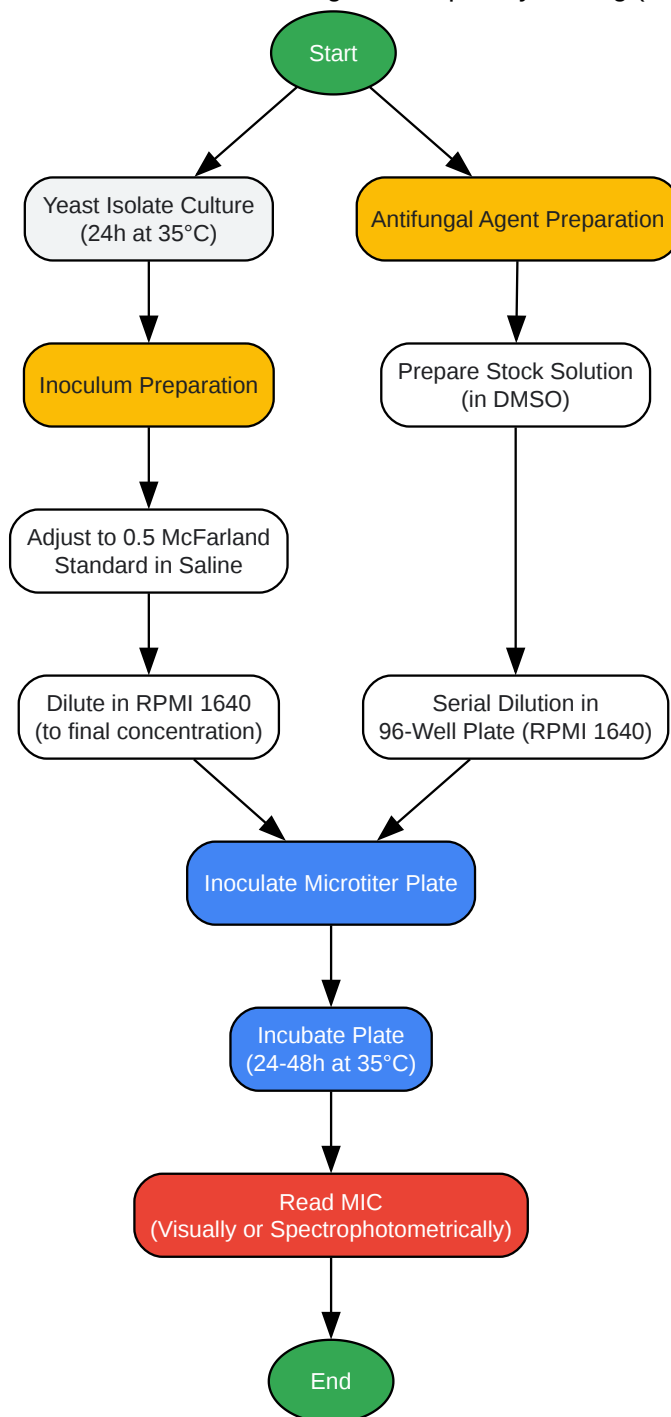 Start
Yeast Isolate Culture
(24h at 35°C)
Antifungal Agent Preparation
Inoculum Preparation
Prepare Stock Solution
(in DMSO)
Adjust to 0.5 McFarland
Standard in Saline
Dilute in RPMI 1640
(to final concentration)
Serial Dilution in
96-Well Plate (RPMI 1640)
Inoculate Microtiter Plate
Incubate Plate
(24-48h at 35°C)
Read MIC
(Visually or Spectrophotometrically)
End